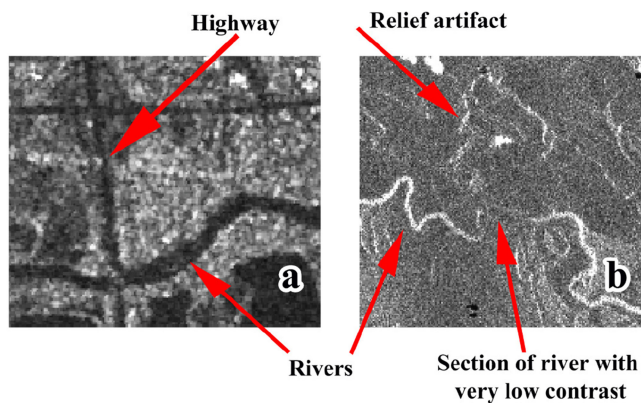 Highway
Relief artifact
a
b
Rivers
Section of river with
very low contrast